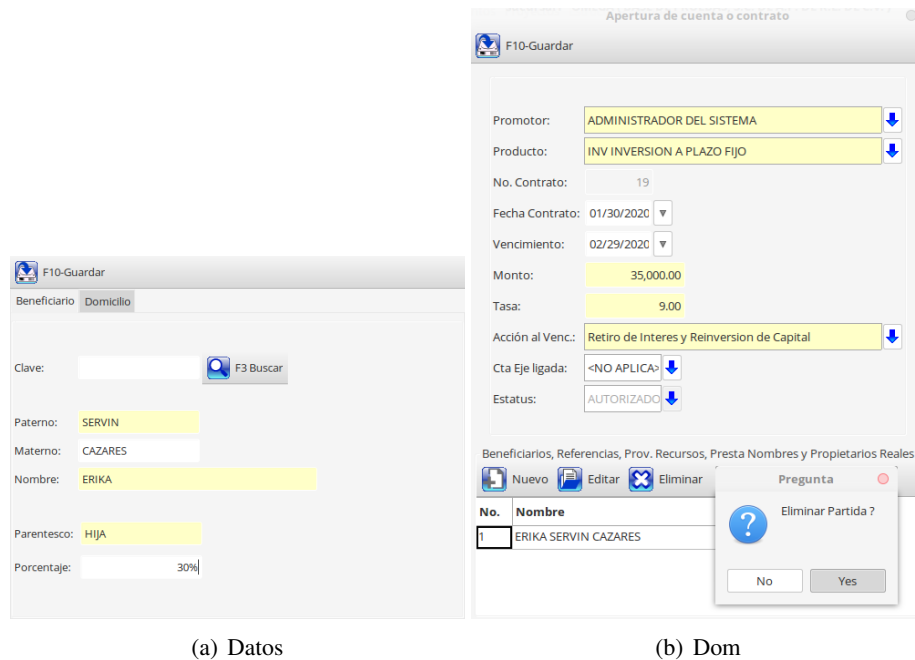 F10-Guardar
Beneficiario Domicilio
Clave: F3 Buscar
Paterno: SERVIN
Materno: CAZARES
Nombre: ERIKA
Parentesco: HIJA
Porcentaje: 30%
(a) Datos
Apertura de cuenta o contrato
F10-Guardar
Promotor: ADMINISTRADOR DEL SISTEMA
Producto: INV INVERSION A PLAZO FIJO
No. Contrato: 19
Fecha Contrato: 01/30/2020
Vencimiento: 02/29/2020
Monto: 35,000.00
Tasa: 9.00
Acción al Venc.: Retiro de Interes y Reinversion de Capital
Cta Eje ligada: <NO APLICA>
Estatus: AUTORIZADO
Beneficiarios, Referencias, Prov. Recursos, Presta Nombres y Propietarios Reales
Nuevo Editar Eliminar
No. Nombre
1 ERIKA SERVIN CAZARES
Pregunta
Eliminar Partida ?
No Yes
(b) Dom